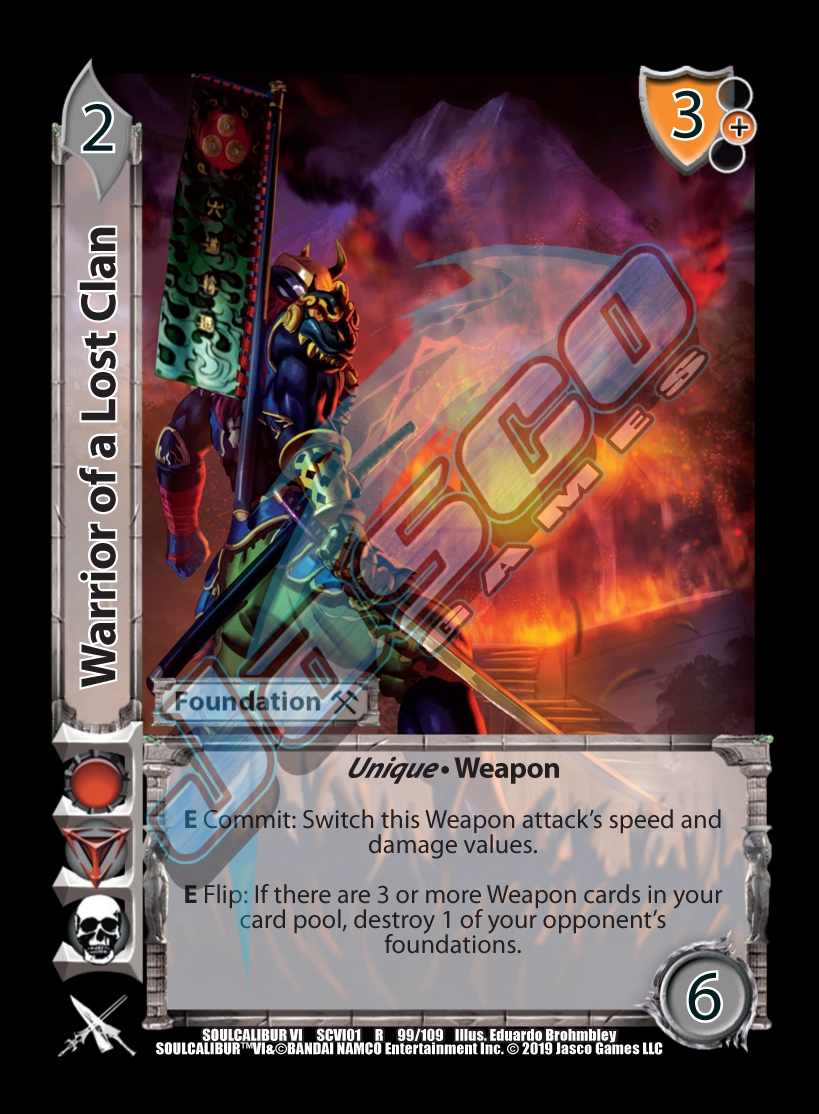 2
3
+
Warrior of a Lost Clan
六
道
JASCO
GAMES
Foundation
Unique • Weapon
E Commit: Switch this Weapon attack's speed and
damage values.
E Flip: If there are 3 or more Weapon cards in your
card pool, destroy 1 of your opponent's
foundations.
6
SOULCALIBUR VI SCVI01 R 99/109 Illus. Eduardo Brohmbley
SOULCALIBUR™VI&©BANDAI NAMCO Entertainment Inc. © 2019 Jasco Games LLC